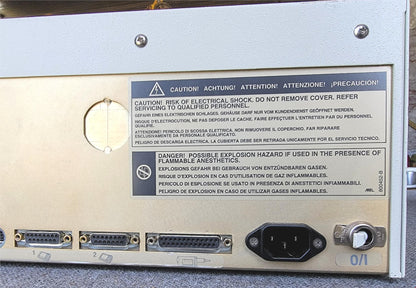 CAUTION! ACHTUNG! ATTENTION! ATTENZIONE! ¡PRECAUCION!
CAUTION! RISK OF ELECTRICAL SHOCK. DO NOT REMOVE COVER. REFER
SERVICING TO QUALIFIED PERSONNEL.
GEFAHR EINES ELEKTRISCHEN SCHLAGES. GEHÄUSE DARF NUR VOM KUNDENDIENST GEÖFFNET WERDEN.
RISQUE D'ELECTROCUTION, NE PAS DEPOSER LE CACHE, FAIRE EFFECTUER L'ENTRETIEN PAR DU PERSONNEL
QUALIFIE.
ATTENZIONE! PERICOLO DI SCOSSA ELETTRICA, NON RIMUOVERE IL COPERCHIO, FAR RIPARARE
ESCLUSIVAMENTE DA PERSONALE QUALIFICATO.
PELIGRO DE DESCARGA ELECTRICA. LA CUBIERTA DEBE SER RETIRADA UNICAMENTE POR EL SERVICIO TECNICO.
DANGER! POSSIBLE EXPLOSION HAZARD IF USED IN THE PRESENCE OF
FLAMMABLE ANESTHETICS.
EXPLOSIONS GEFAHR BEI GEBRAUCH VON ENTZÜNDBAREN GASEN.
RISQUE D'EXPLOSION EN CAS D'UTILISATION DE GAZ INFLAMMABLES.
PERICOLO DI ESPLOSIONE SE USATO IN PRESENZA DI ANESTETICI INFIAMMABILI.
PELIGRO DE EXPLOSION EN CASO DE UTILIZAR GASES INFLAMABLES.
800452-B
1
2
0/I